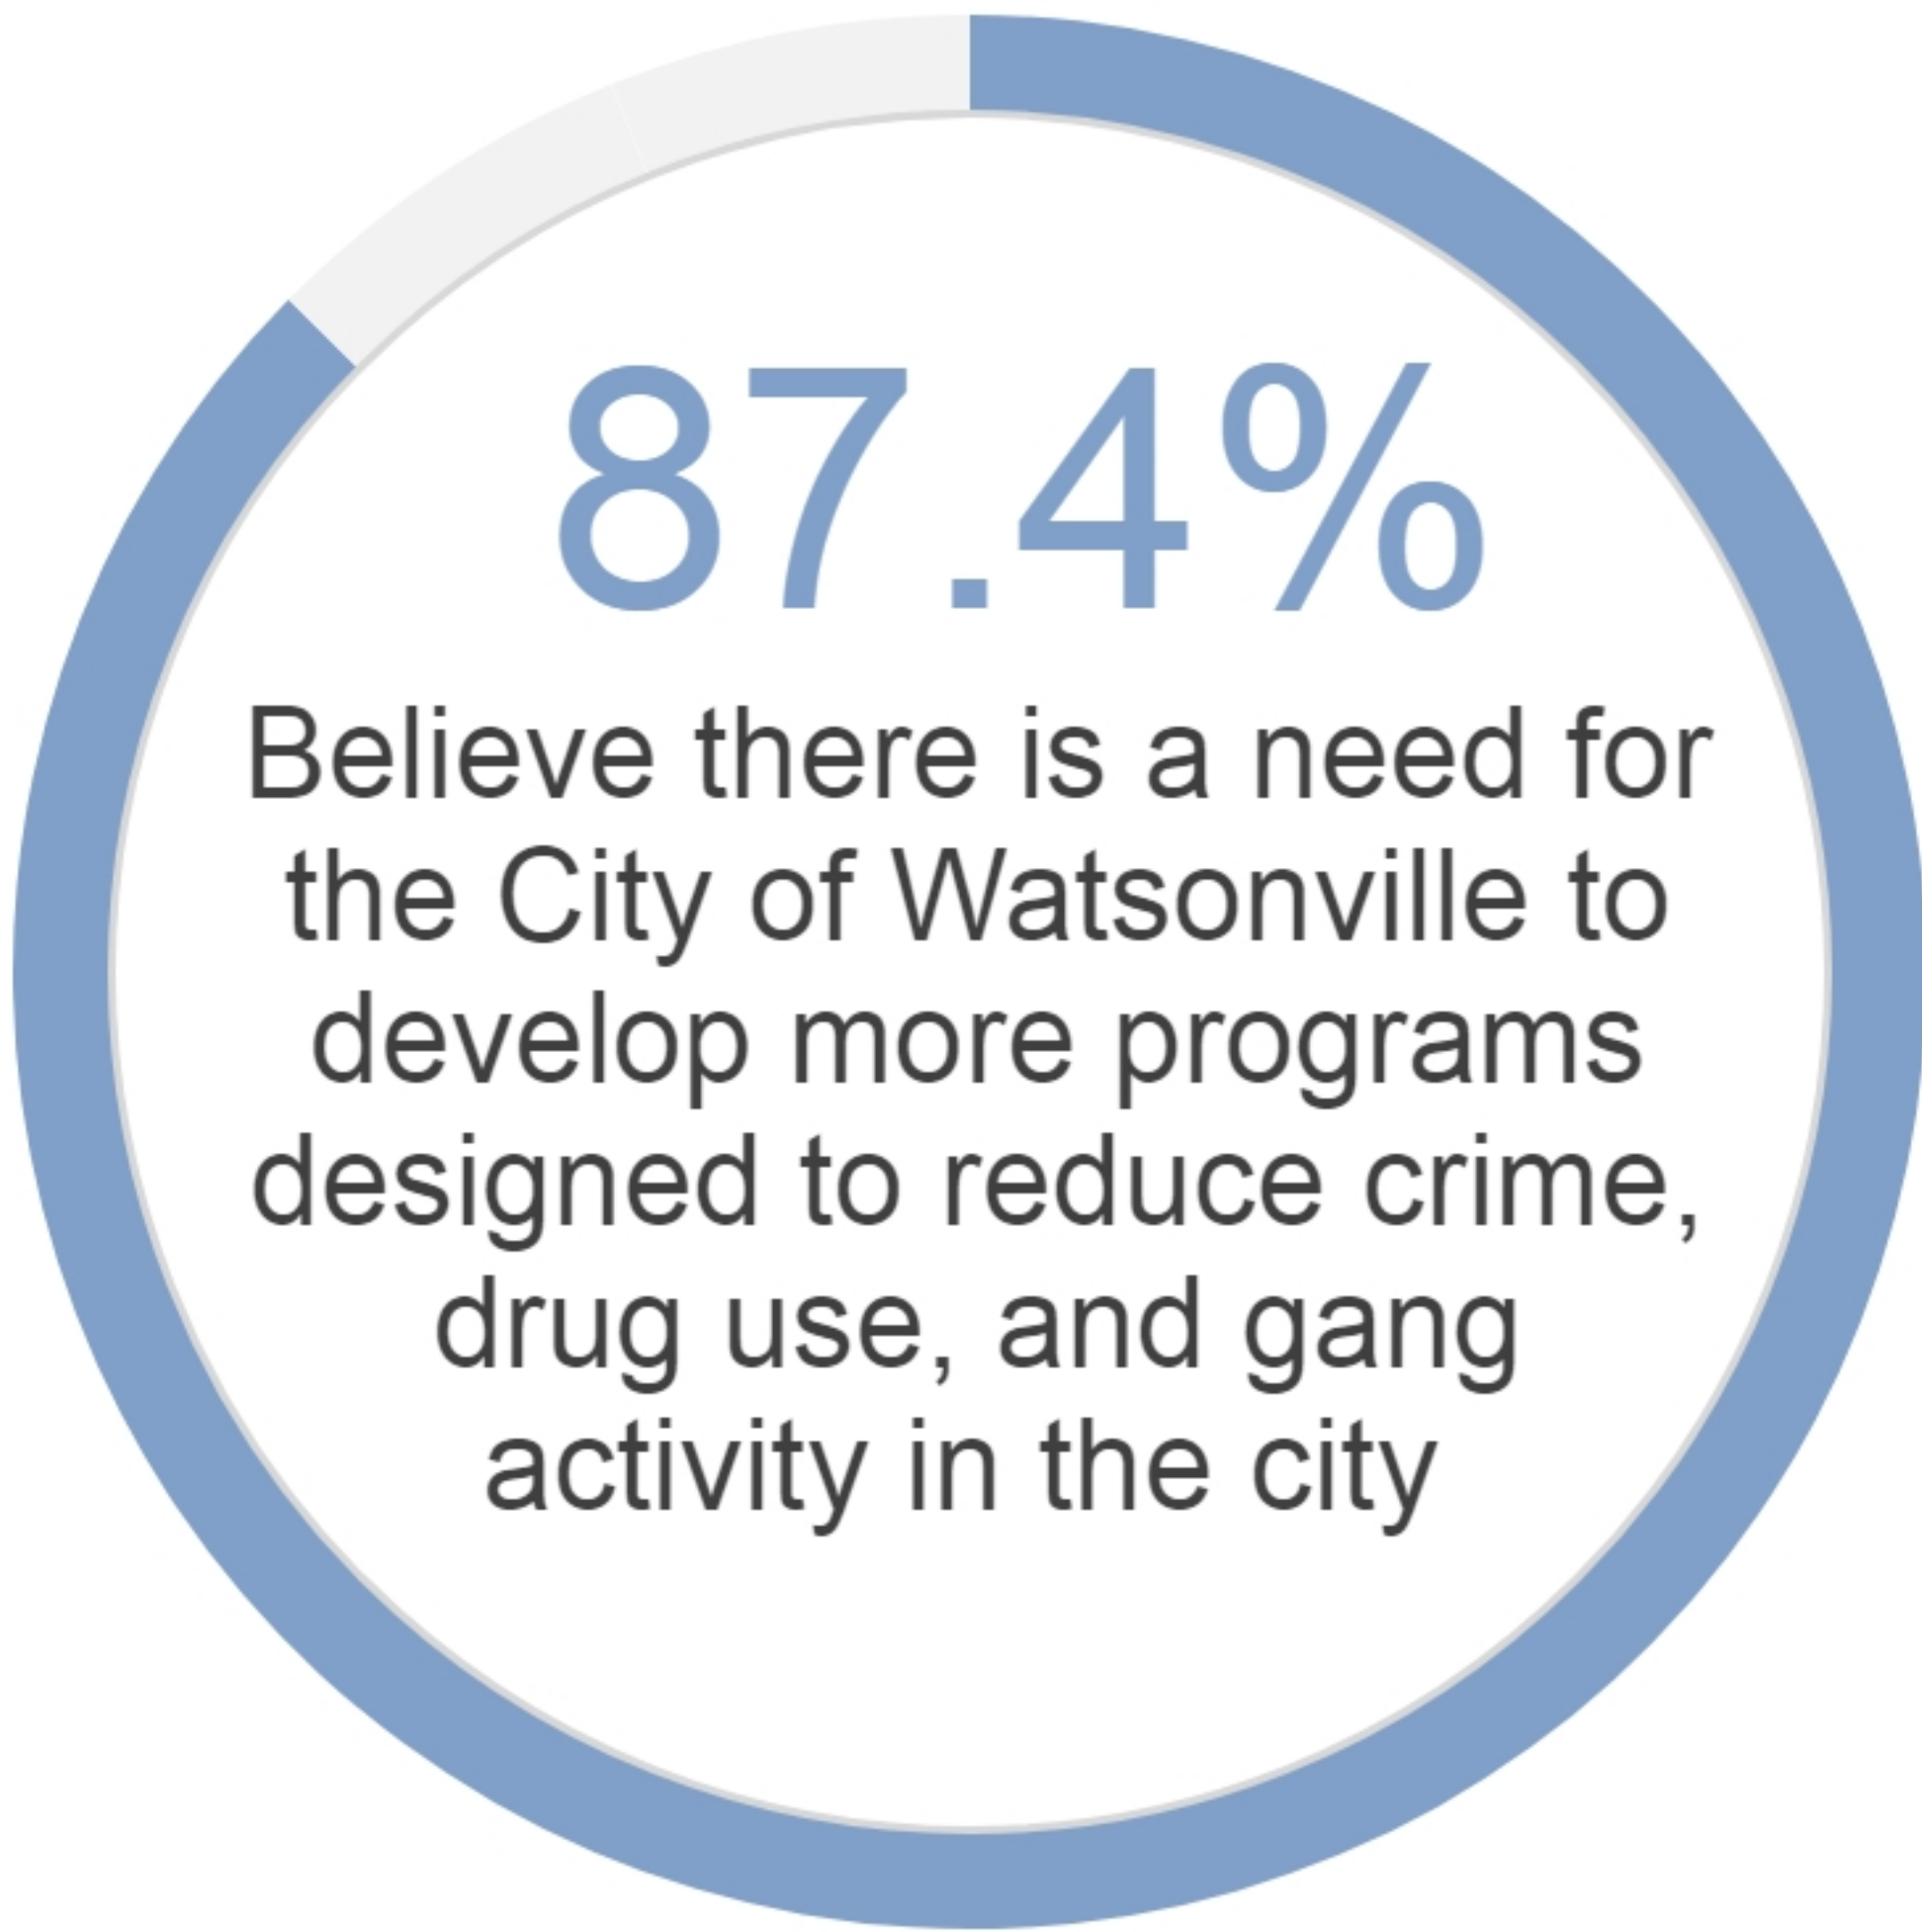 87.4%
Believe there is a need for
the City of Watsonville to
develop more programs
designed to reduce crime,
drug use, and gang
activity in the city